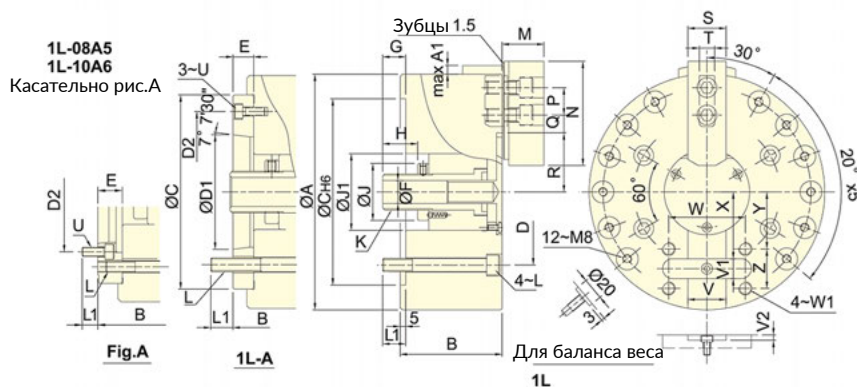 1L-08A5
1L-10A6
Касательно рис.A
E
3~U
D2
7° 7'30"
ØC
ØD1
L
L1
B
1L-A
D2
E
U
L
L1
B
Fig.A
Зубцы 1.5
G
M
max A1
H
P
Q
N
R
ØA
ØCH6
ØJ1
ØJ
ØF
K
D
4~L
5
L1
B
S
T
30°
20° x5
60°
W
X
Y
12~M8
V1
Z
V
4~W1
Ø20
3
V2
Для баланса веса
1L